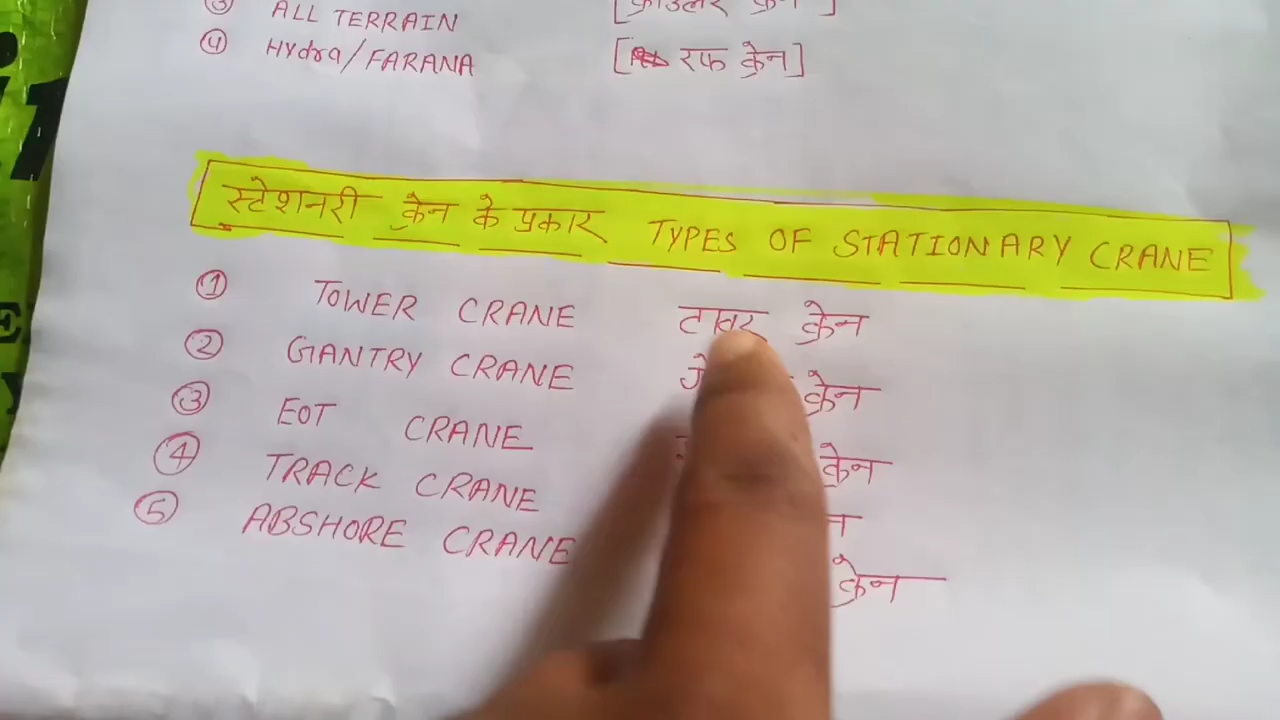 ③ ALL TERRAIN क्रेन ]
④ Hydra/FARANA [ रफ क्रेन]
स्टेशनरी क्रेन के प्रकार TYPES OF STATIONARY CRANE
① TOWER CRANE टावर क्रेन
② GANTRY CRANE क्रेन
③ EOT CRANE क्रेन
④ TRACK CRANE
⑤ ABSHORE CRANE क्रेन